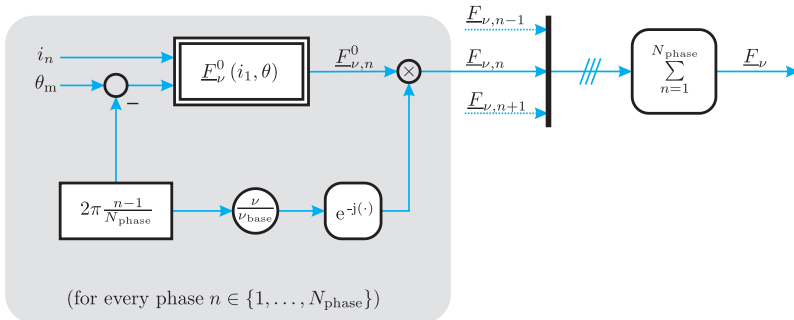 i_n
θ_m
−
F^0_ν (i_1, θ)
F^0_{ν,n}
×
F_{ν,n−1}
F_{ν,n}
F_{ν,n+1}
N_phase
∑
n=1
F_ν
2π (n−1)/N_phase
ν/ν_base
e^{-j(·)}
(for every phase n ∈ {1, . . . , N_phase})